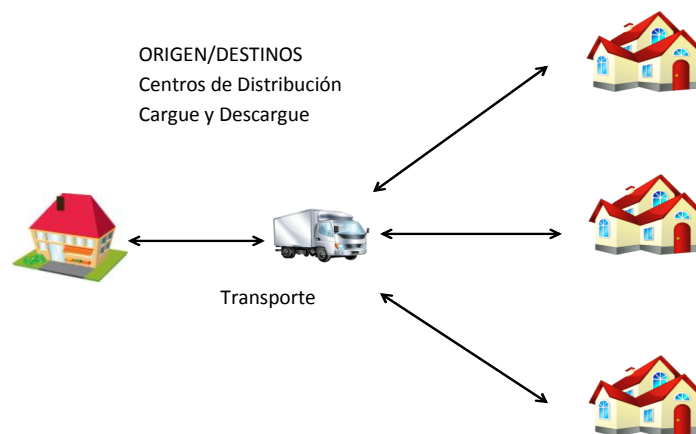 ORIGEN/DESTINOS
Centros de Distribución
Cargue y Descargue
Transporte